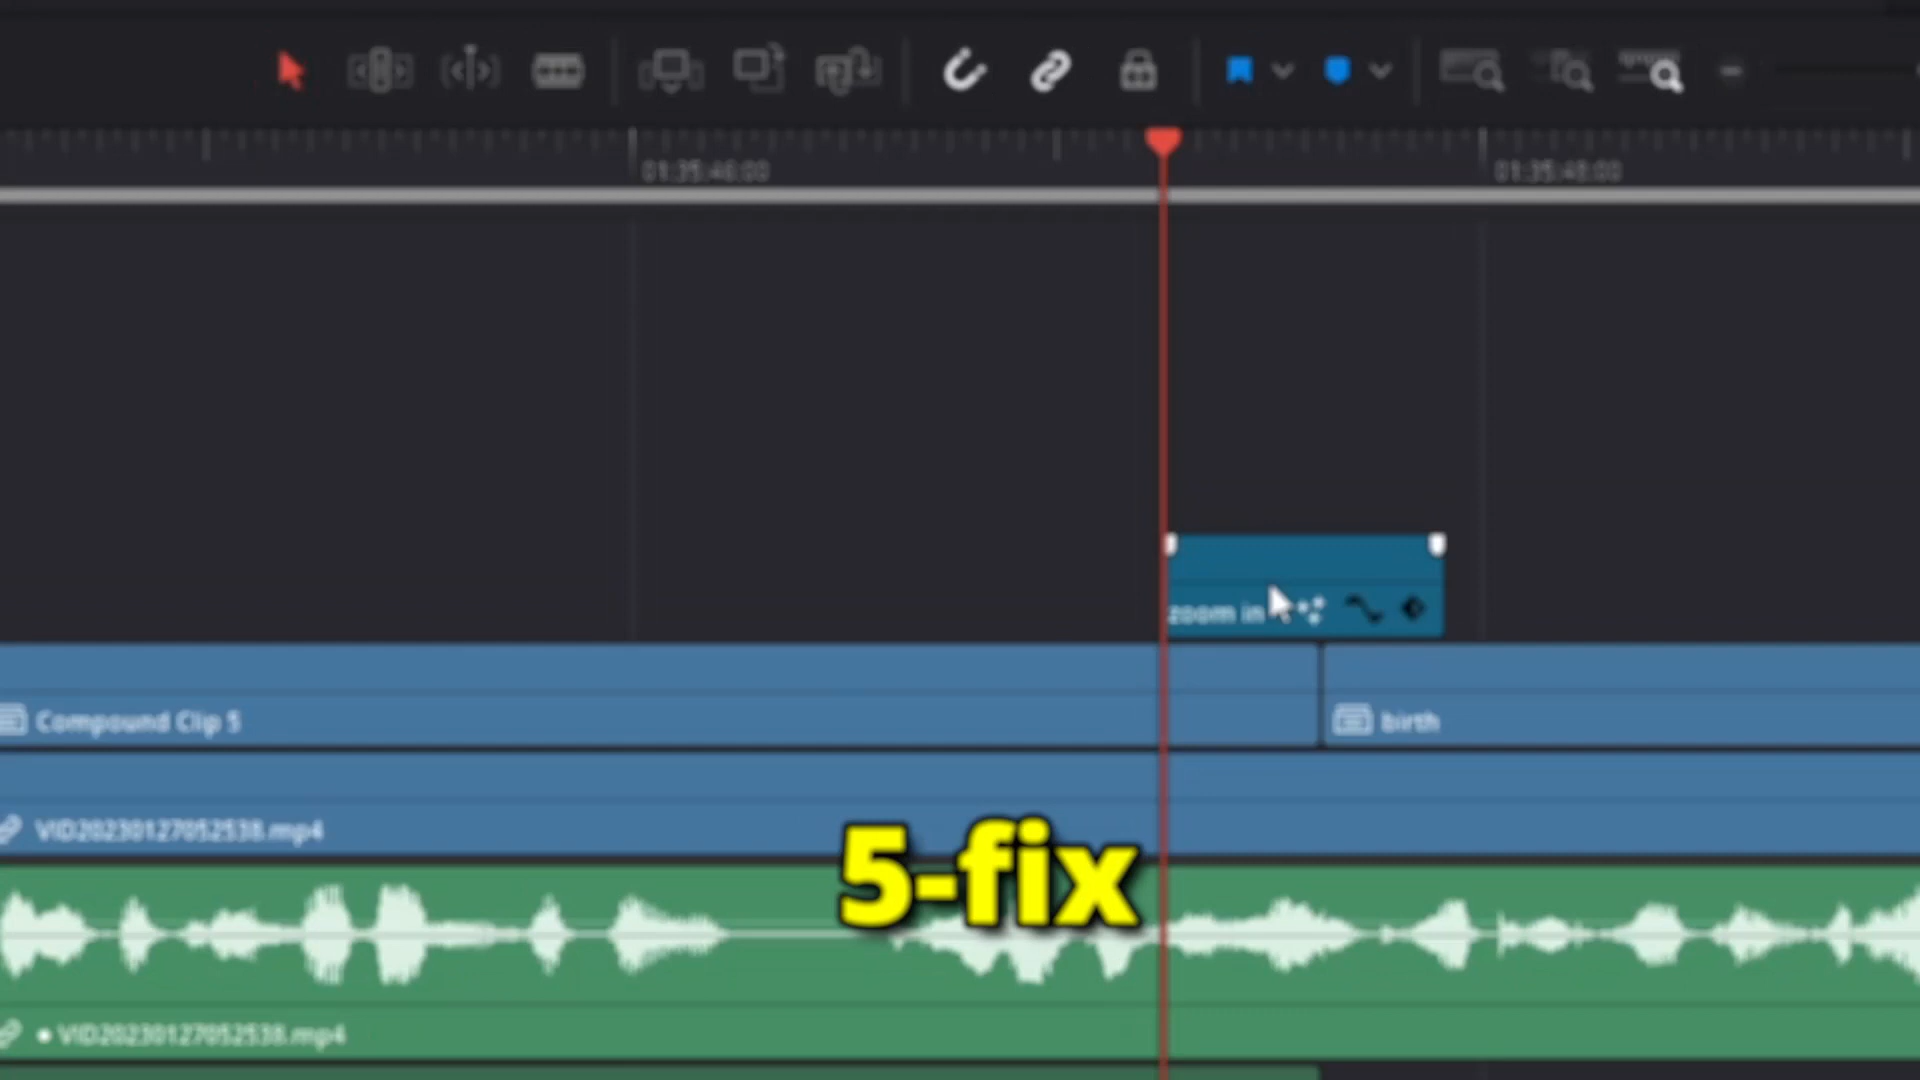 01:35:46:00
01:35:48:00
zoom in
Compound Clip 5
birth
VID20230127052538.mp4
5-fix
• VID20230127052538.mp4